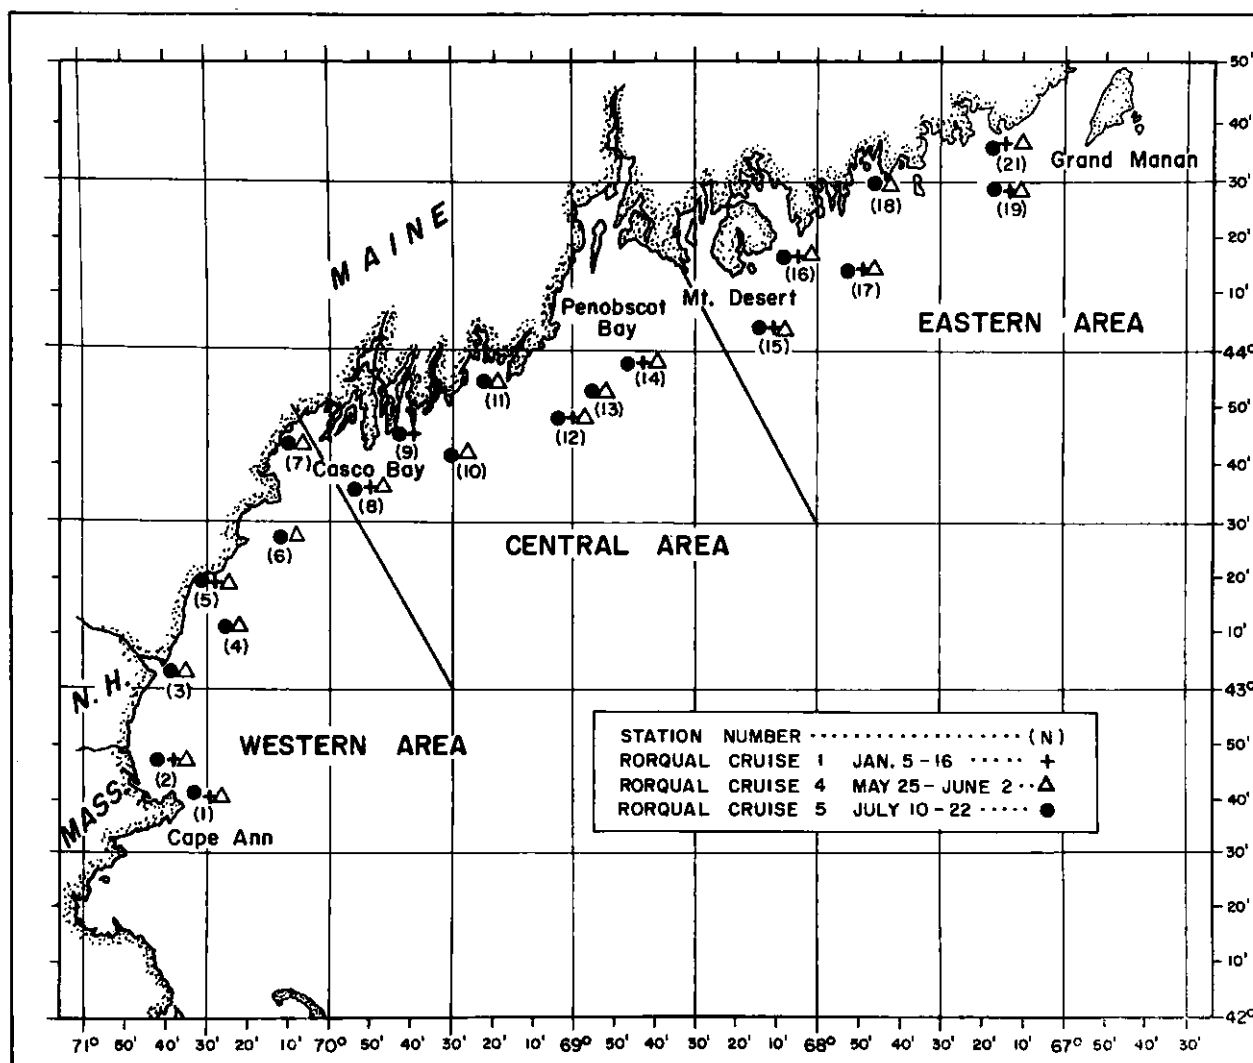 50'
40'
Grand Manan
(21)
30'
(18)
(19)
MAINE
20'
(16)
(17)
Mt. Desert
Penobscot
Bay
10'
EASTERN AREA
(15)
44°
(14)
(11)
(13)
50'
(12)
(9)
(7)
Casco Bay
(10)
40'
(8)
30'
CENTRAL AREA
(6)
20'
(5)
10'
(4)
N.H.
(3)
43°
WESTERN AREA
50'
(2)
MASS.
(1)
40'
Cape Ann
STATION NUMBER (N)
RORQUAL CRUISE 1 JAN. 5-16 +
RORQUAL CRUISE 4 MAY 25-JUNE 2 △
RORQUAL CRUISE 5 JULY 10-22 ●
30'
20'
10'
42°
71° 50' 40' 30' 20' 10' 70° 50' 40' 30' 20' 10' 69° 50' 40' 30' 20' 10' 68° 50' 40' 30' 20' 10' 67° 50' 40' 30'